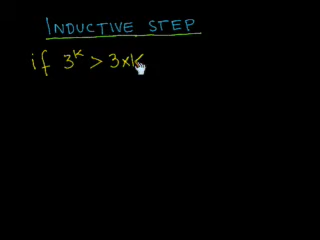 INDUCTIVE STEP
if 3^k > 3×k